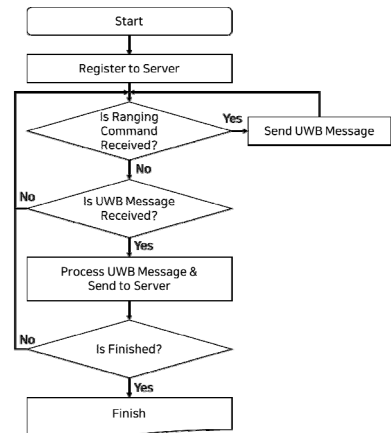 Start
Register to Server
Is Ranging
Command
Received?
Yes
Send UWB Message
No
Is UWB Message
Received?
No
Yes
Process UWB Message &
Send to Server
Is Finished?
No
Yes
Finish